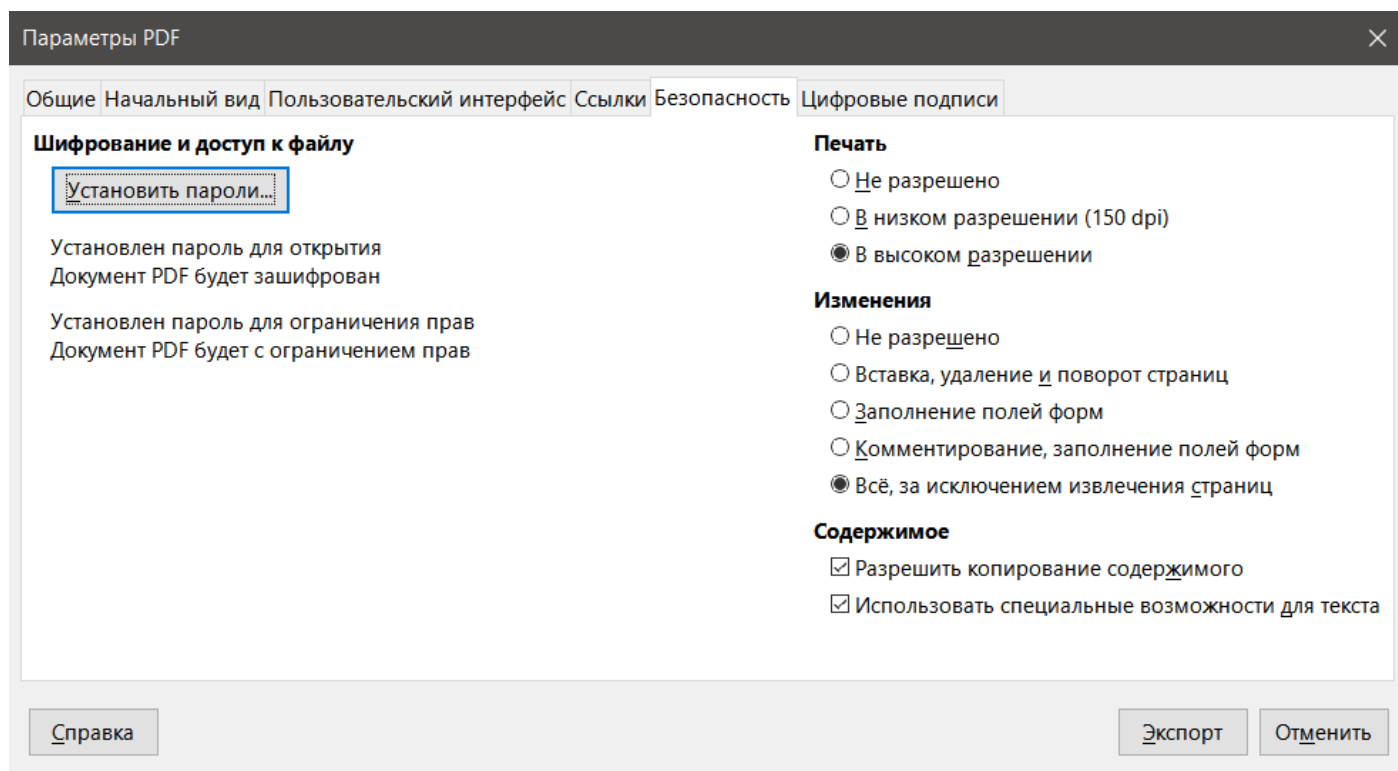 Параметры PDF
Общие Начальный вид Пользовательский интерфейс Ссылки Безопасность Цифровые подписи
Шифрование и доступ к файлу
Установить пароли...
Установлен пароль для открытия
Документ PDF будет зашифрован
Установлен пароль для ограничения прав
Документ PDF будет с ограничением прав
Печать
Не разрешено
В низком разрешении (150 dpi)
В высоком разрешении
Изменения
Не разрешено
Вставка, удаление и поворот страниц
Заполнение полей форм
Комментирование, заполнение полей форм
Всё, за исключением извлечения страниц
Содержимое
Разрешить копирование содержимого
Использовать специальные возможности для текста
Справка
Экспорт
Отменить